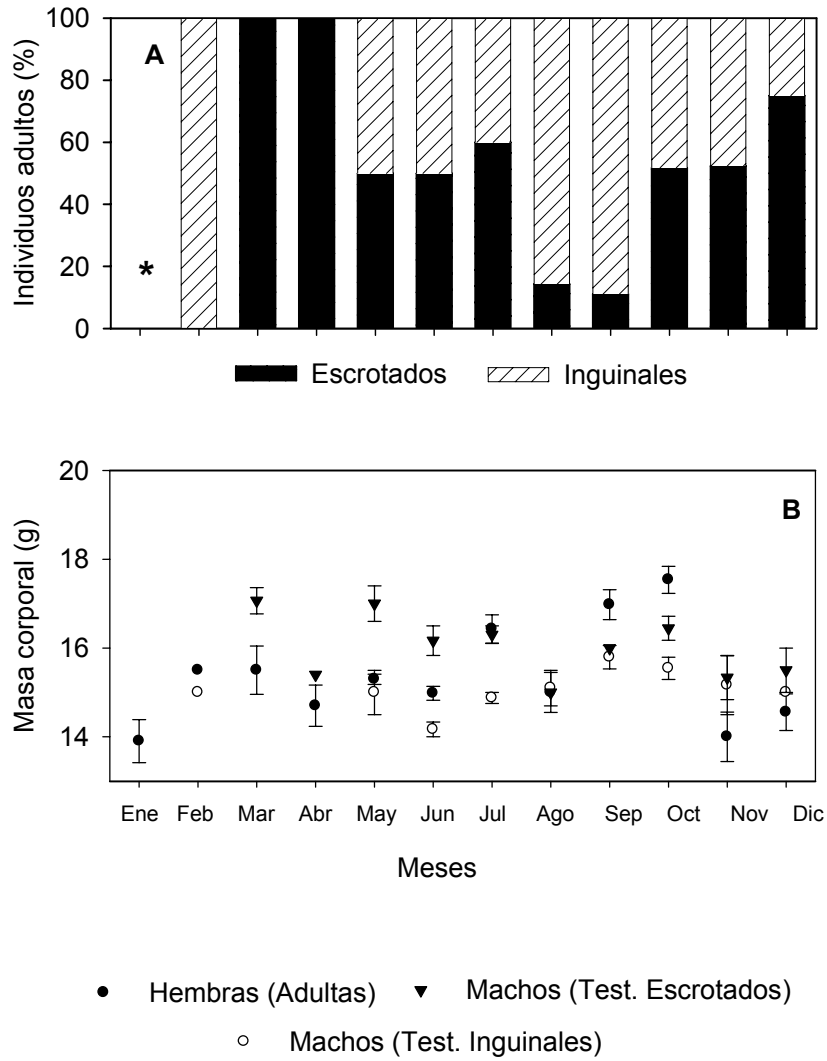 100
80
60
40
20
0
Individuos adultos (%)
A
*
Escrotados Inguinales
20
18
16
14
Masa corporal (g)
B
Ene Feb Mar Abr May Jun Jul Ago Sep Oct Nov Dic
Meses
Hembras (Adultas) Machos (Test. Escrotados)
Machos (Test. Inguinales)